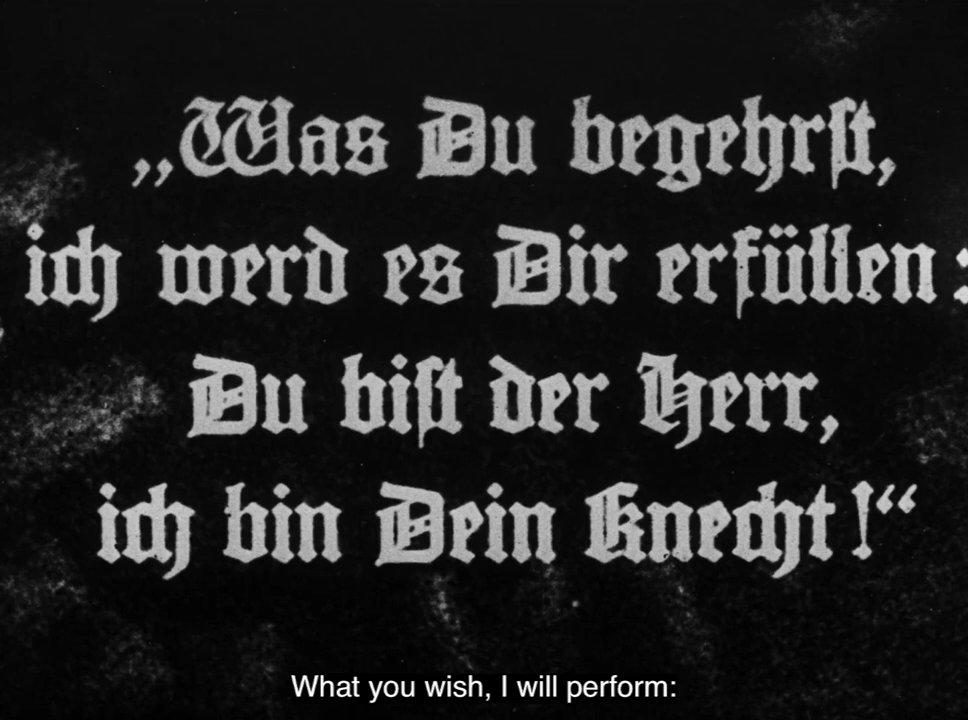 „Was Du begehrſt,
ich werd es Dir erfüllen:
Du biſt der Herr,
ich bin Dein Knecht!“
What you wish, I will perform: